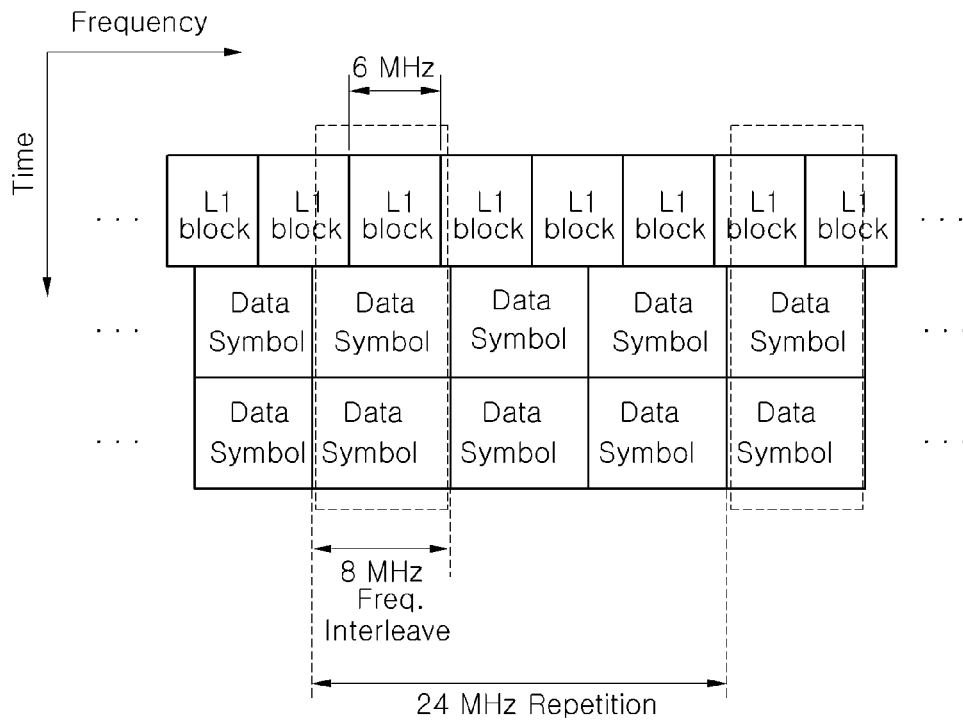 Frequency
6 MHz
Time
L1 L1 L1 L1 L1 L1 L1 L1
. . . block block block block block block block block . . .
Data Data Data Data Data
. . . Symbol Symbol Symbol Symbol Symbol . . .
Data Data Data Data Data
. . . Symbol Symbol Symbol Symbol Symbol . . .
8 MHz
Freq.
Interleave
24 MHz Repetition